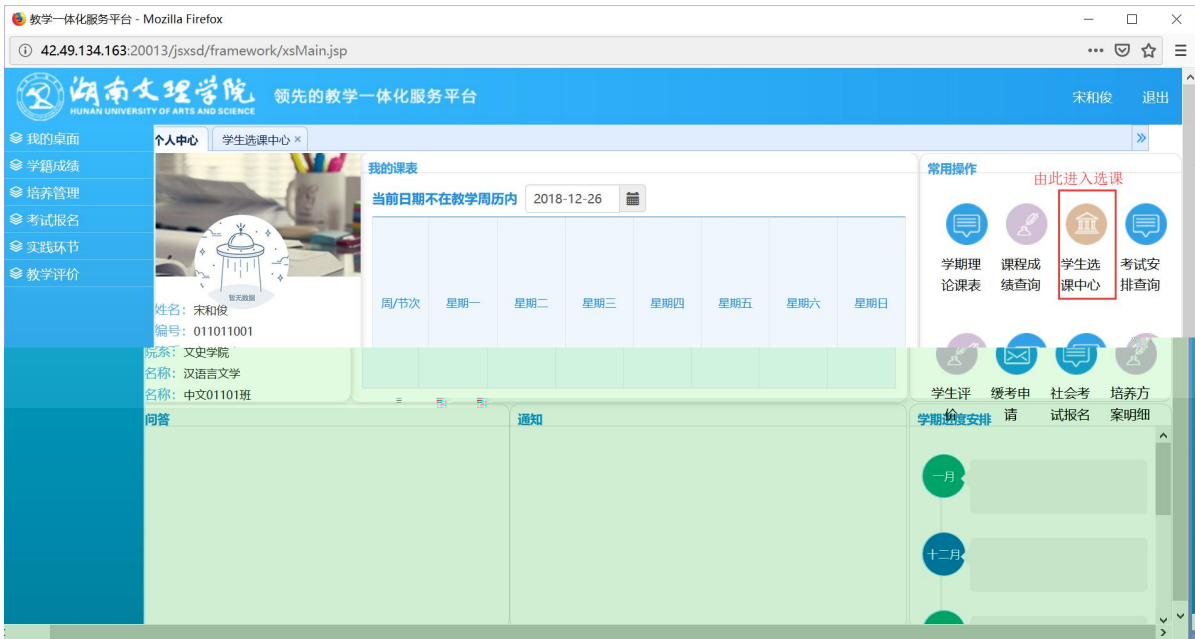 教学一体化服务平台 - Mozilla Firefox
42.49.134.163:20013/jsxsd/framework/xsMain.jsp
湖南文理学院
HUNAN UNIVERSITY OF ARTS AND SCIENCE
领先的教学一体化服务平台
宋和俊 退出
我的桌面
学籍成绩
培养管理
考试报名
实践环节
教学评价
个人中心 学生选课中心 ×
暂无数据
姓名：宋和俊
编号：011011001
院系：文史学院
名称：汉语言文学
名称：中文01101班
我的课表
当前日期不在教学周历内 2018-12-26
周/节次 星期一 星期二 星期三 星期四 星期五 星期六 星期日
常用操作
由此进入选课
学期理论课表
课程成绩查询
学生选课中心
考试安排查询
学生评价
缓考申请
社会考试报名
培养方案明细
问答
通知
学期进度安排
一月
十二月